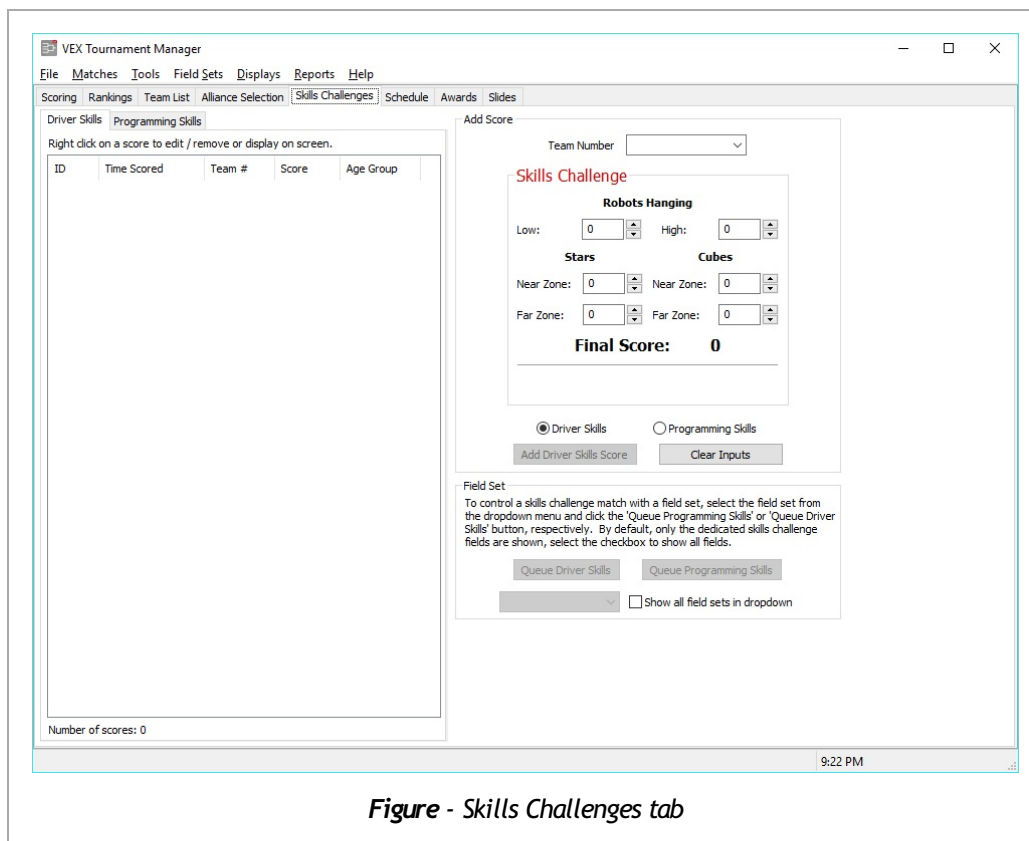 VEX Tournament Manager
File Matches Tools Field Sets Displays Reports Help
Scoring Rankings Team List Alliance Selection Skills Challenges Schedule Awards Slides
Driver Skills Programming Skills
Right click on a score to edit / remove or display on screen.
ID Time Scored Team # Score Age Group
Number of scores: 0
Add Score
Team Number
Skills Challenge
Robots Hanging
Low: 0 High: 0
Stars Cubes
Near Zone: 0 Near Zone: 0
Far Zone: 0 Far Zone: 0
Final Score: 0
Driver Skills Programming Skills
Add Driver Skills Score Clear Inputs
Field Set
To control a skills challenge match with a field set, select the field set from
the dropdown menu and click the 'Queue Programming Skills' or 'Queue Driver
Skills' button, respectively. By default, only the dedicated skills challenge
fields are shown, select the checkbox to show all fields.
Queue Driver Skills Queue Programming Skills
Show all field sets in dropdown
9:22 PM
Figure - Skills Challenges tab